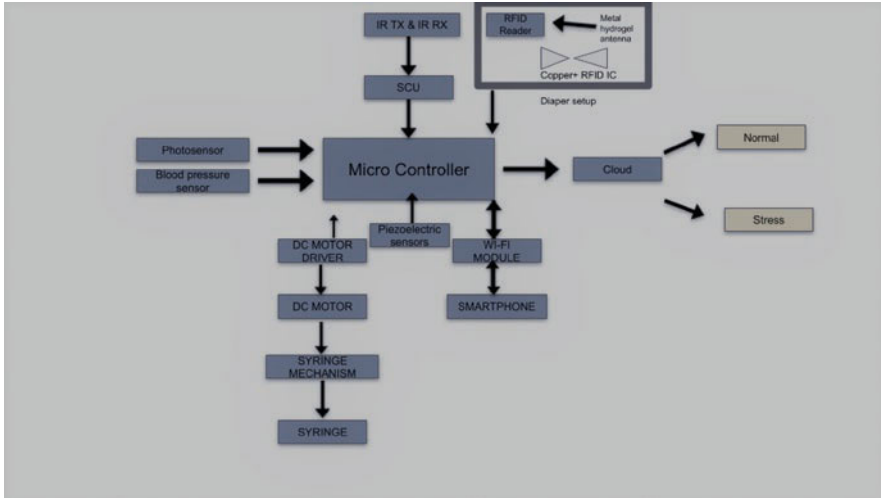 IR TX & IR RX
RFID
Reader
Metal
hydrogel
antenna
Copper+ RFID IC
SCU
Diaper setup
Photosensor
Blood pressure
sensor
Micro Controller
Cloud
Normal
Stress
DC MOTOR
DRIVER
Piezoelectric
sensors
WI-FI
MODULE
DC MOTOR
SMARTPHONE
SYRINGE
MECHANISM
SYRINGE